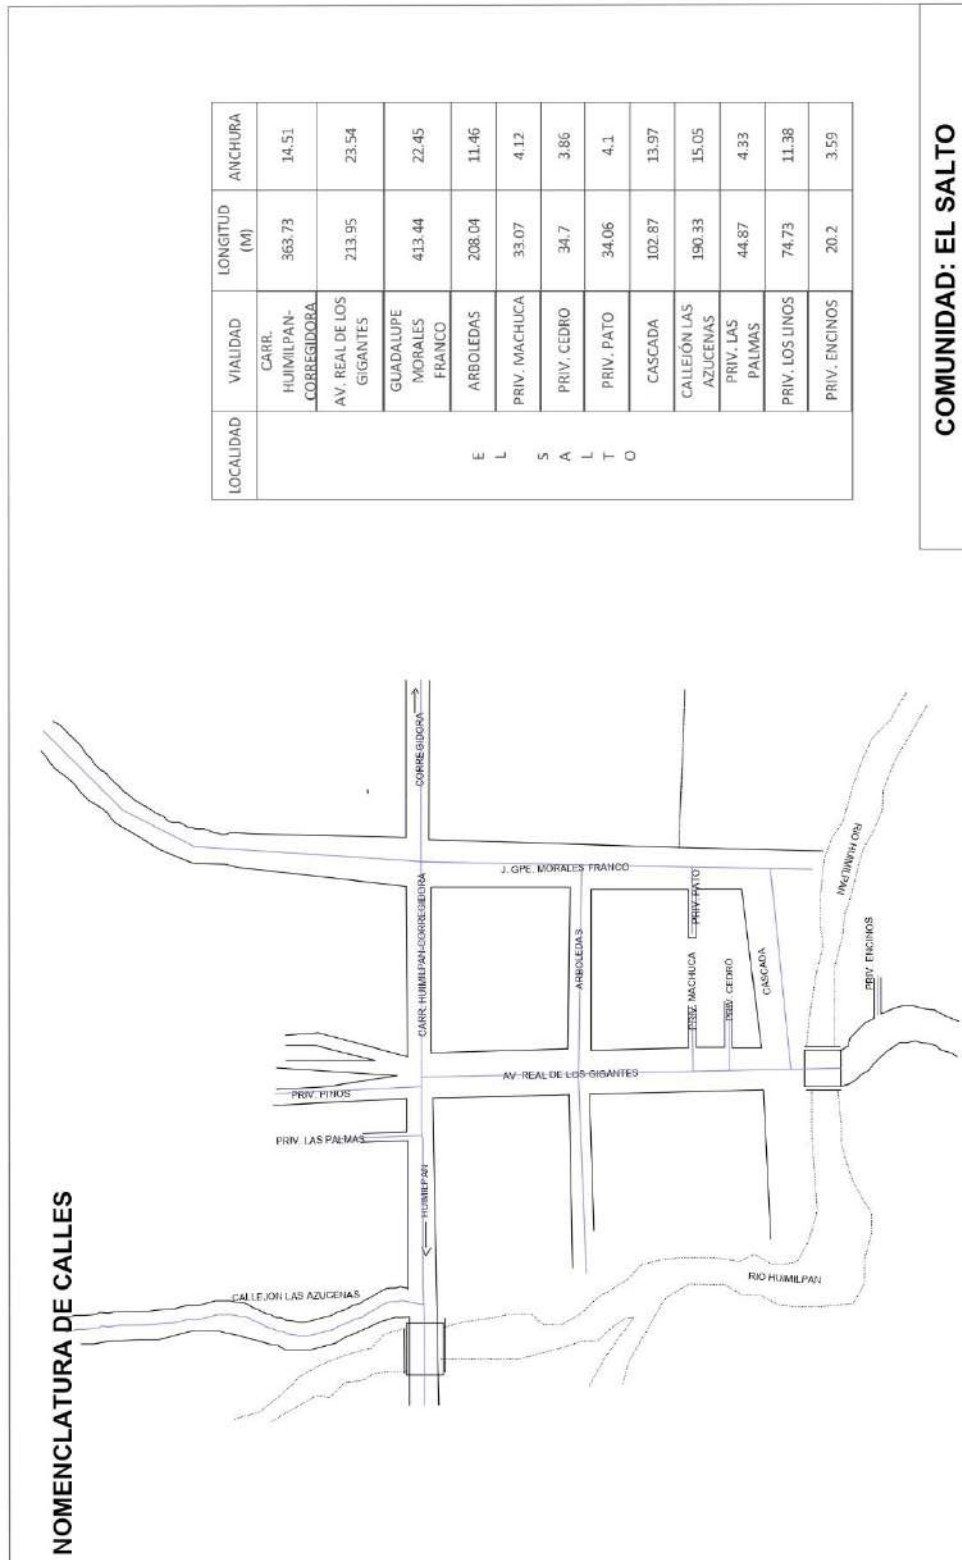 NOMENCLATURA DE CALLES
CALLEJON LAS AZUCENAS
PRIV. LAS PALMAS
PRIV. PINOS
HUIMILPAN
CARR. HUIMILPAN-CORREGIDORA
CORREGIDORA
J. GPE. MORALES FRANCO
ARBOLEDAS
AV. REAL DE LOS GIGANTES
PRIV. MACHUCA
PRIV. PATO
PRIV. CEDRO
CASCADA
RIO HUIMILPAN
RIO HUIMILPAN
PRIV. ENCINOS
LOCALIDAD VIALIDAD LONGITUD (M) ANCHURA
EL SALTO
CARR. HUIMILPAN-CORREGIDORA 363.73 14.51
AV. REAL DE LOS GIGANTES 213.95 23.54
GUADALUPE MORALES FRANCO 413.44 22.45
ARBOLEDAS 208.04 11.46
PRIV. MACHUCA 33.07 4.12
PRIV. CEDRO 34.7 3.86
PRIV. PATO 34.06 4.1
CASCADA 102.87 13.97
CALLEJÓN LAS AZUCENAS 190.33 15.05
PRIV. LAS PALMAS 44.87 4.33
PRIV. LOS LINOS 74.73 11.38
PRIV. ENCINOS 20.2 3.59
COMUNIDAD: EL SALTO